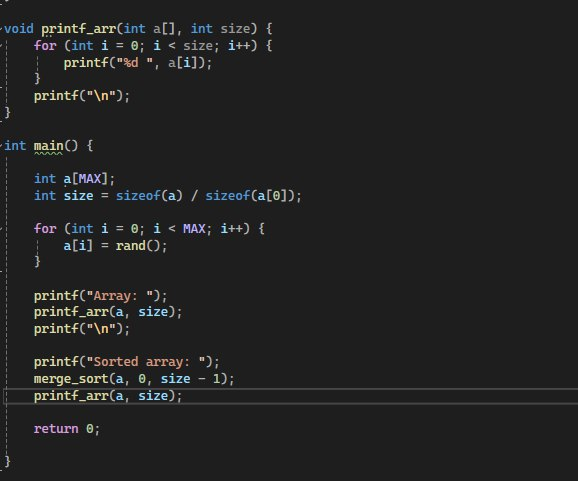 void printf_arr(int a[], int size) {
for (int i = 0; i < size; i++) {
printf("%d ", a[i]);
}
printf("\n");
}
int main() {
int a[MAX];
int size = sizeof(a) / sizeof(a[0]);
for (int i = 0; i < MAX; i++) {
a[i] = rand();
}
printf("Array: ");
printf_arr(a, size);
printf("\n");
printf("Sorted array: ");
merge_sort(a, 0, size - 1);
printf_arr(a, size);
return 0;
}